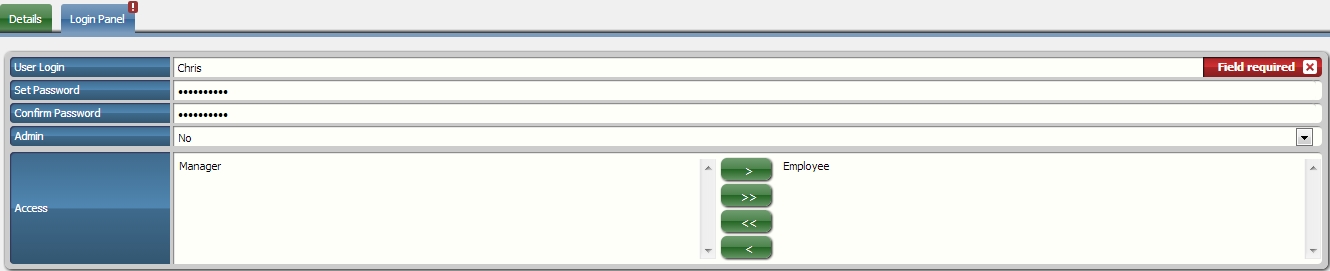 Details Login Panel !
User Login Chris Field required
Set Password ••••••••••
Confirm Password ••••••••••
Admin No
Access Manager > Employee
>>
<<
<